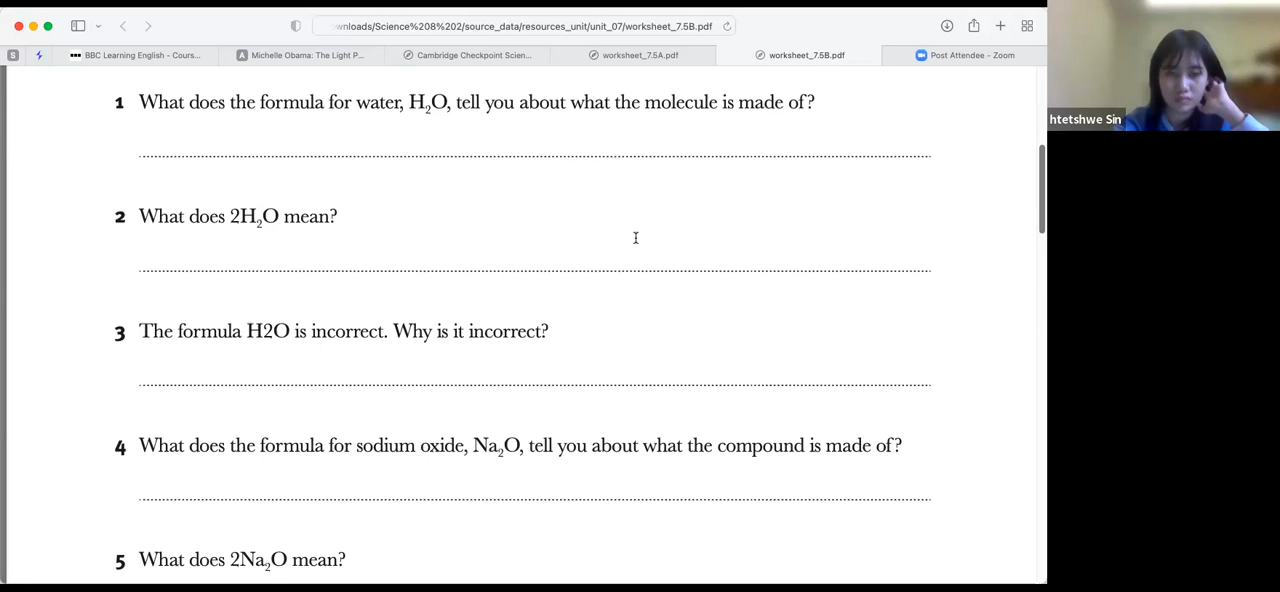 wnloads/Science%208%202/source_data/resources_unit/unit_07/worksheet_7.5B.pdf
S BBC Learning English - Cours... A Michelle Obama: The Light P... Cambridge Checkpoint Scien... worksheet_7.5A.pdf worksheet_7.5B.pdf Post Attendee - Zoom
1 What does the formula for water, H₂O, tell you about what the molecule is made of?
2 What does 2H₂O mean?
3 The formula H2O is incorrect. Why is it incorrect?
4 What does the formula for sodium oxide, Na₂O, tell you about what the compound is made of?
5 What does 2Na₂O mean?
htetshwe Sin